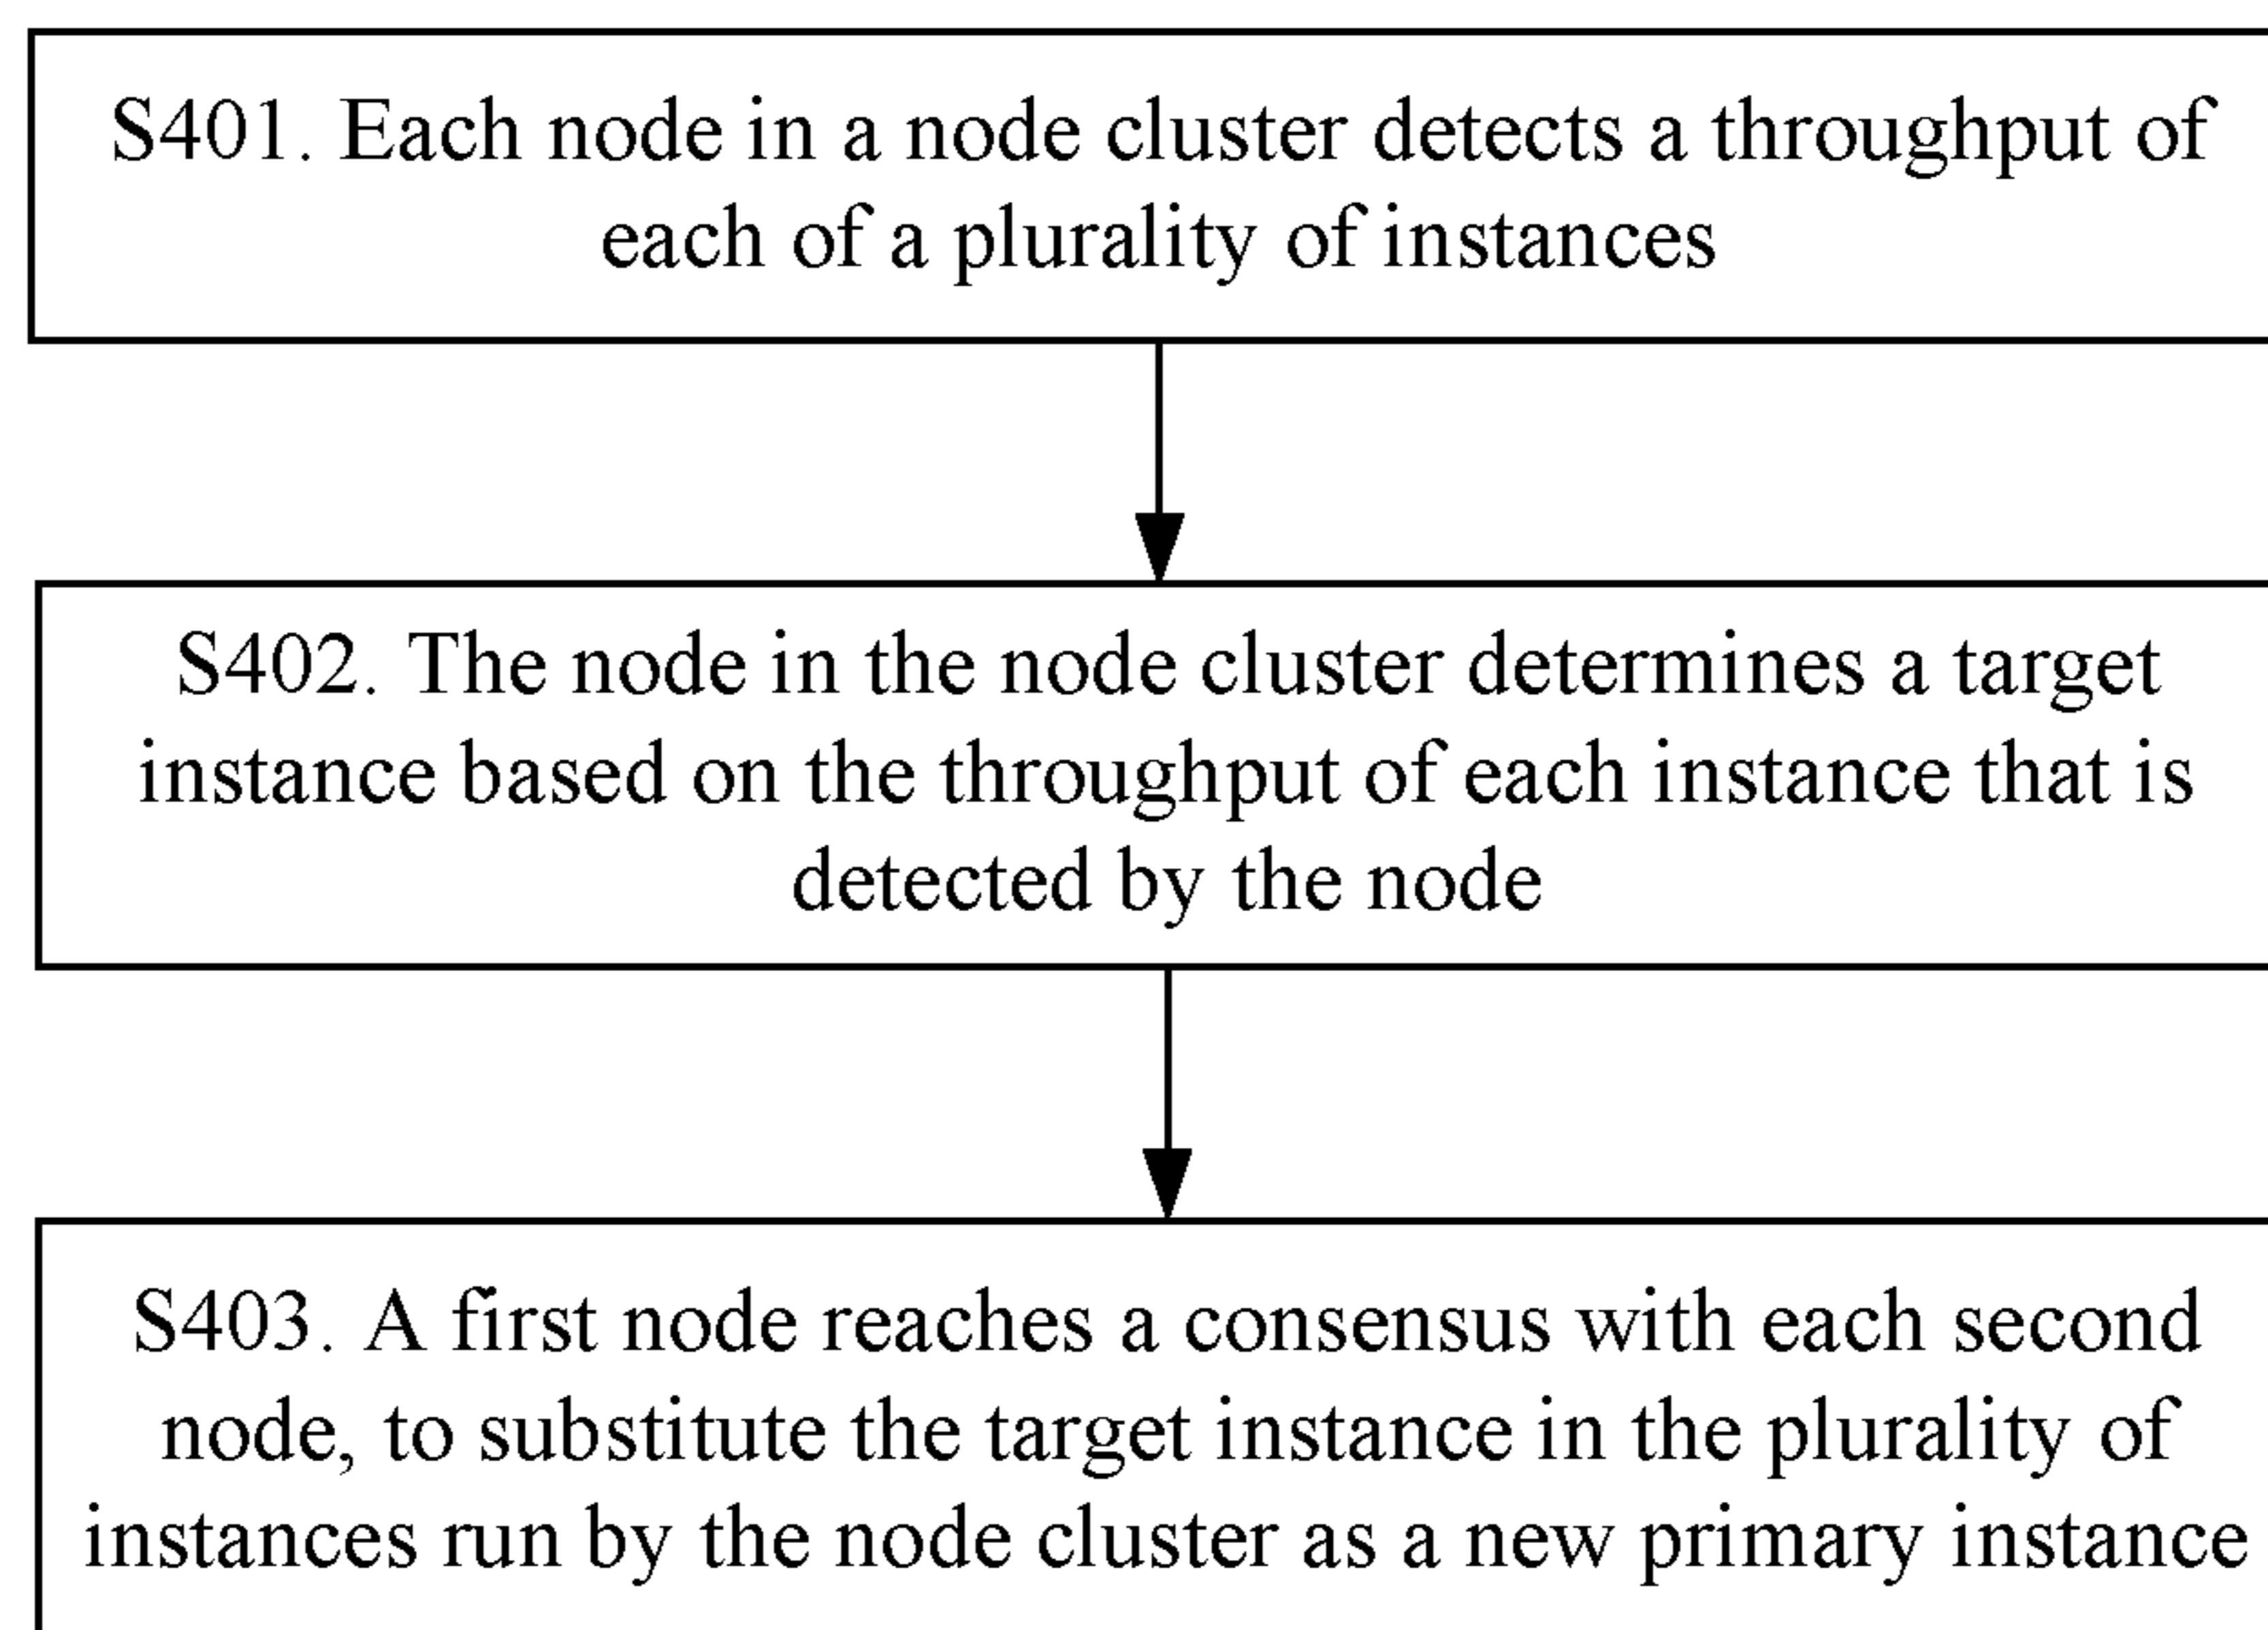 S401. Each node in a node cluster detects a throughput of
each of a plurality of instances
S402. The node in the node cluster determines a target
instance based on the throughput of each instance that is
detected by the node
S403. A first node reaches a consensus with each second
node, to substitute the target instance in the plurality of
instances run by the node cluster as a new primary instance